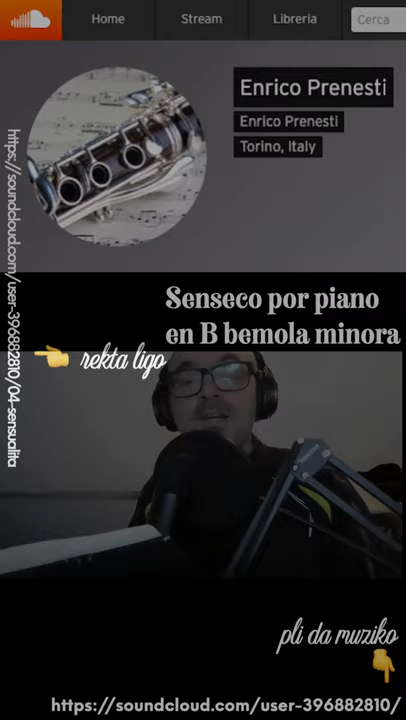 Home
Stream
Libreria
Cerca
Enrico Prenesti
Enrico Prenesti
Torino, Italy
https://soundcloud.com/user-396882810/04-sensualita
Senseco por piano
en B bemola minora
rekta ligo
pli da muziko
https://soundcloud.com/user-396882810/